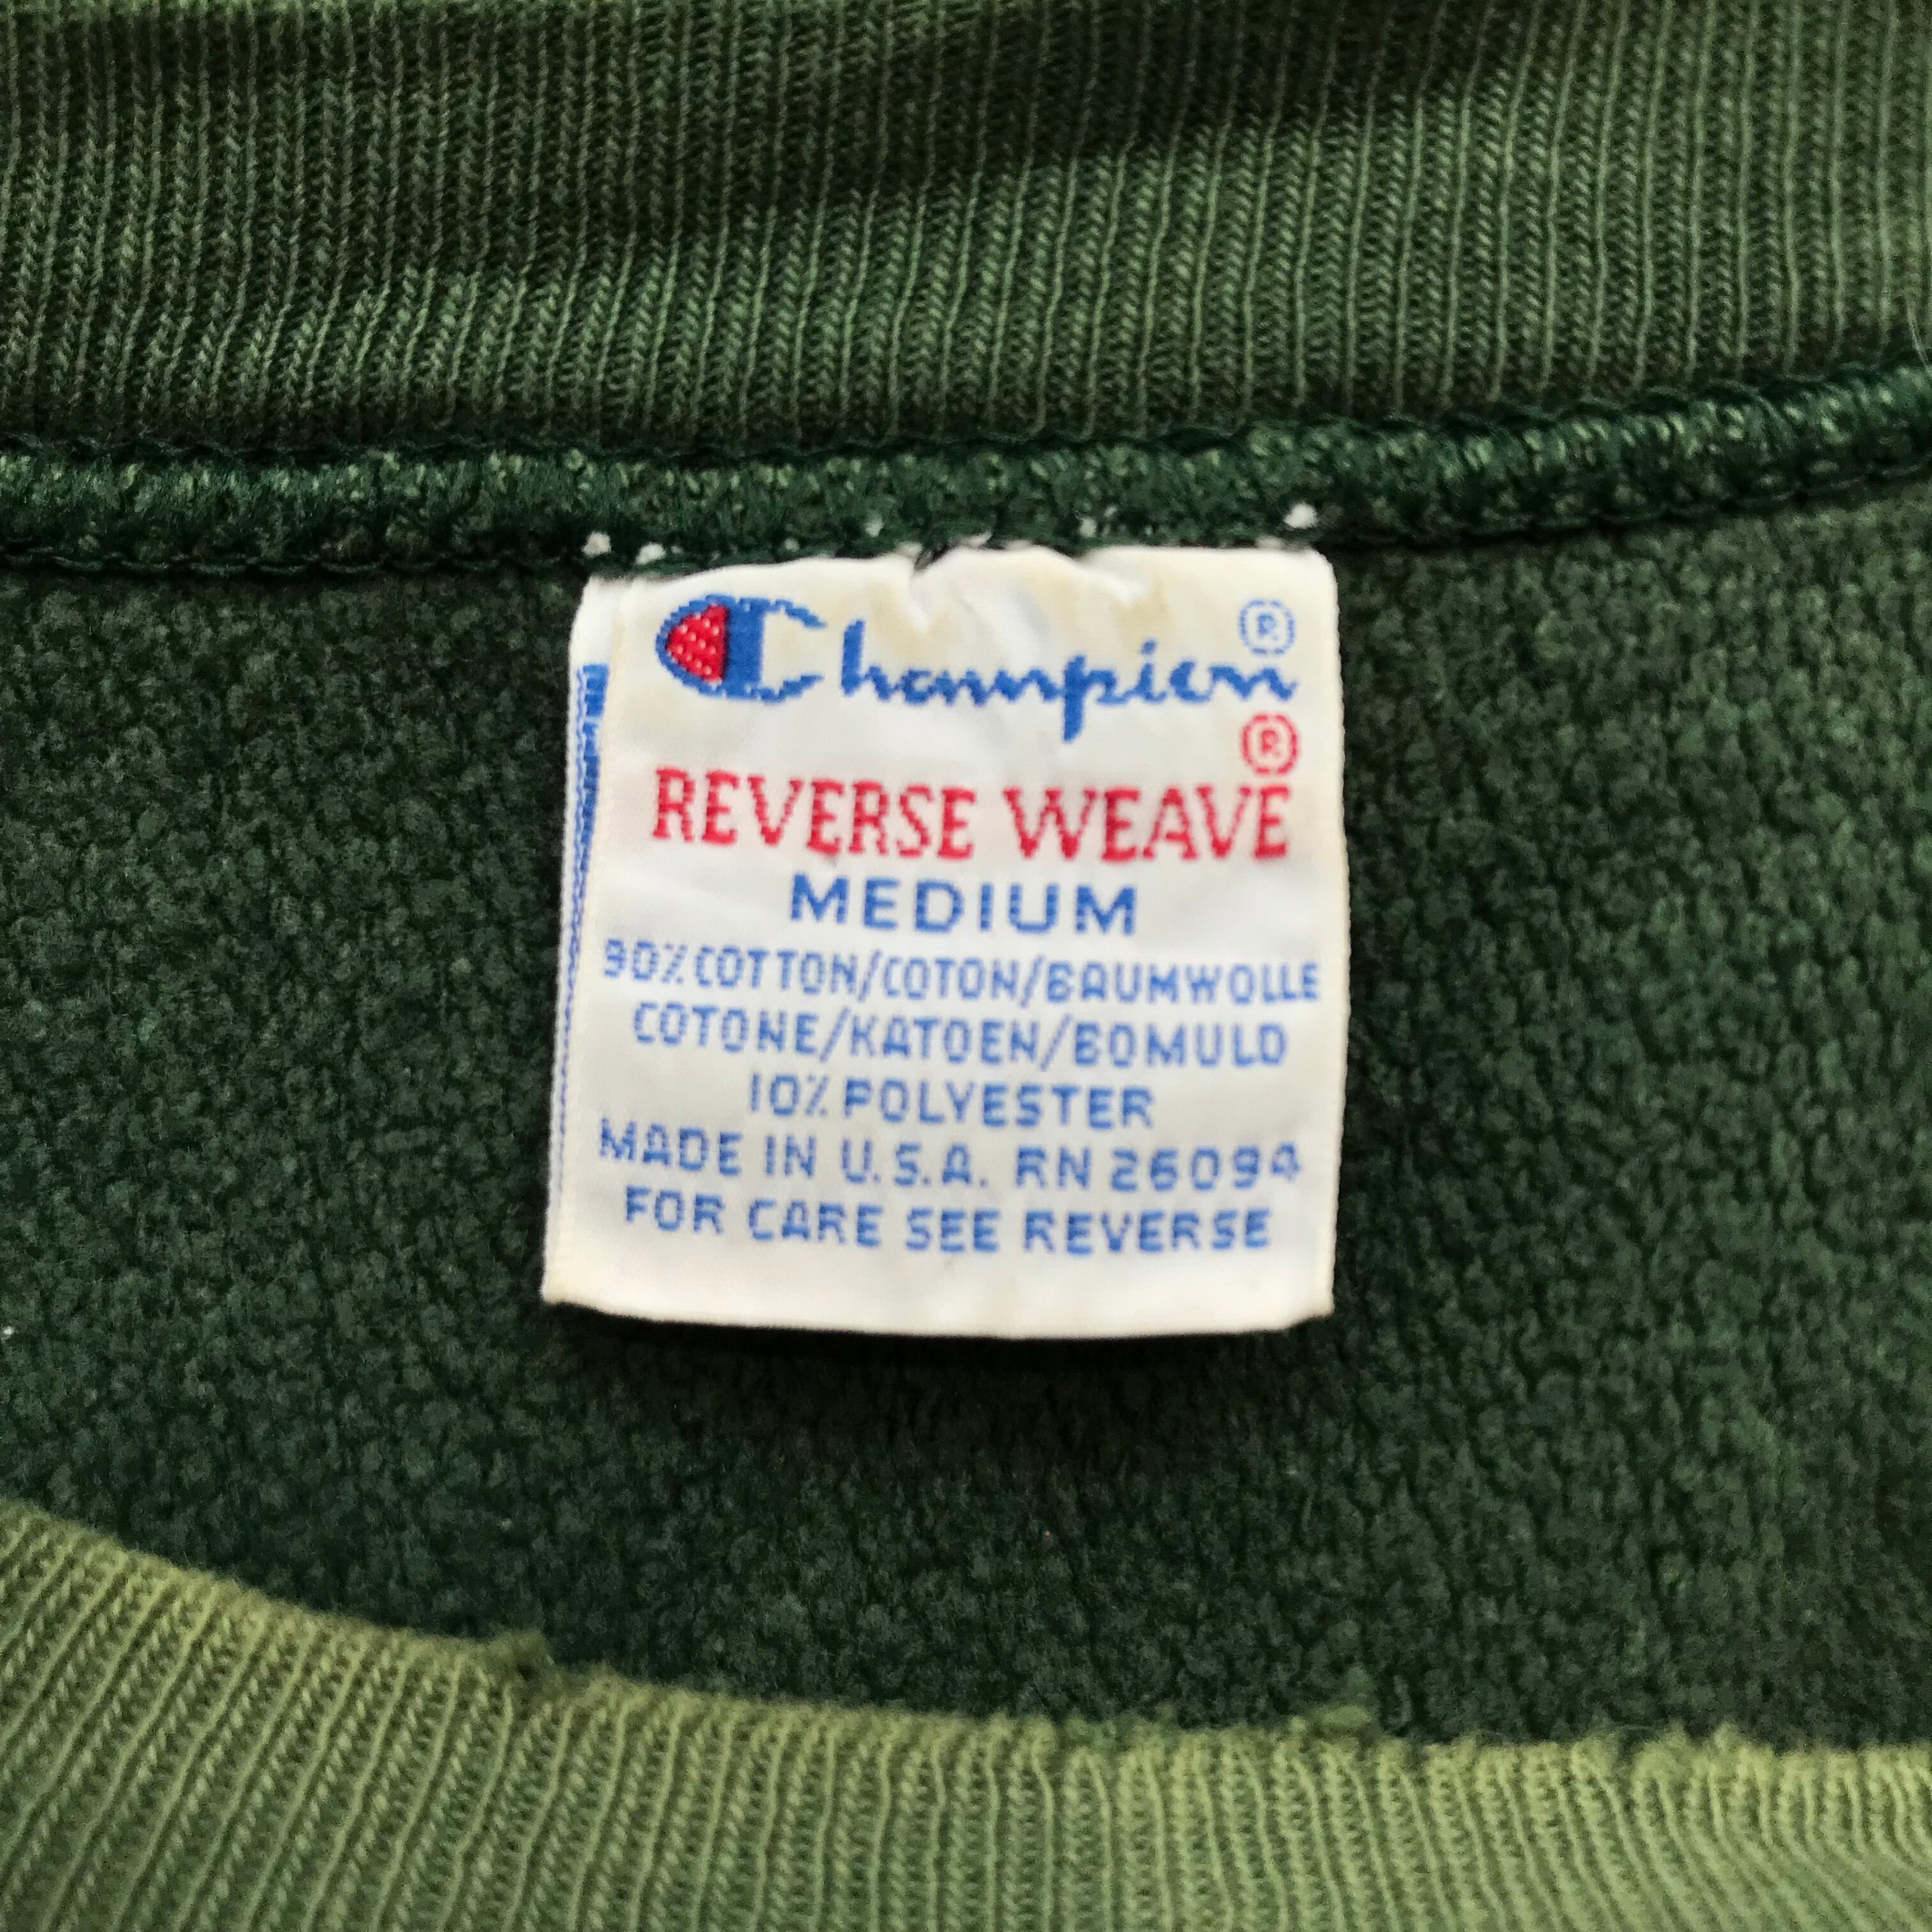 Champion®
®
REVERSE WEAVE
MEDIUM
90% COTTON/COTON/BAUMWOLLE
COTONE/KATOEN/BOMULD
10% POLYESTER
MADE IN U.S.A. RN 26094
FOR CARE SEE REVERSE